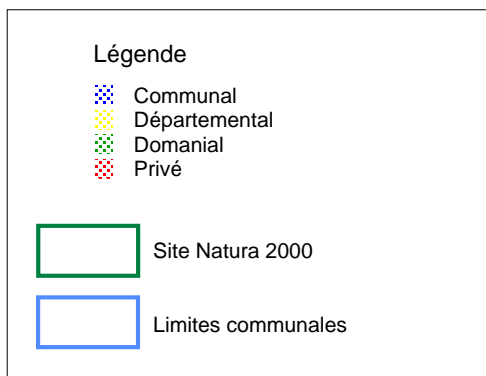 Légende
Communal
Départemental
Domanial
Privé
Site Natura 2000
Limites communales